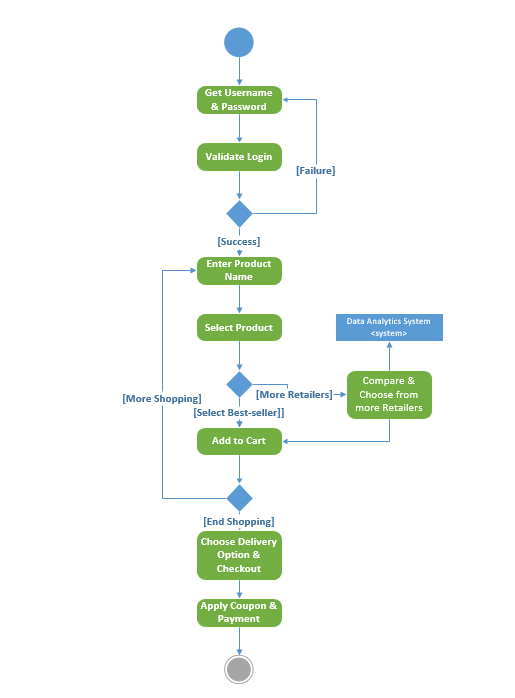 Get Username
& Password
Validate Login
[Failure]
[Success]
Enter Product
Name
Select Product
Data Analytics System
<system>
[More Shopping]
[More Retailers]
Compare &
Choose from
more Retailers
[Select Best-seller]]
Add to Cart
[End Shopping]
Choose Delivery
Option &
Checkout
Apply Coupon &
Payment